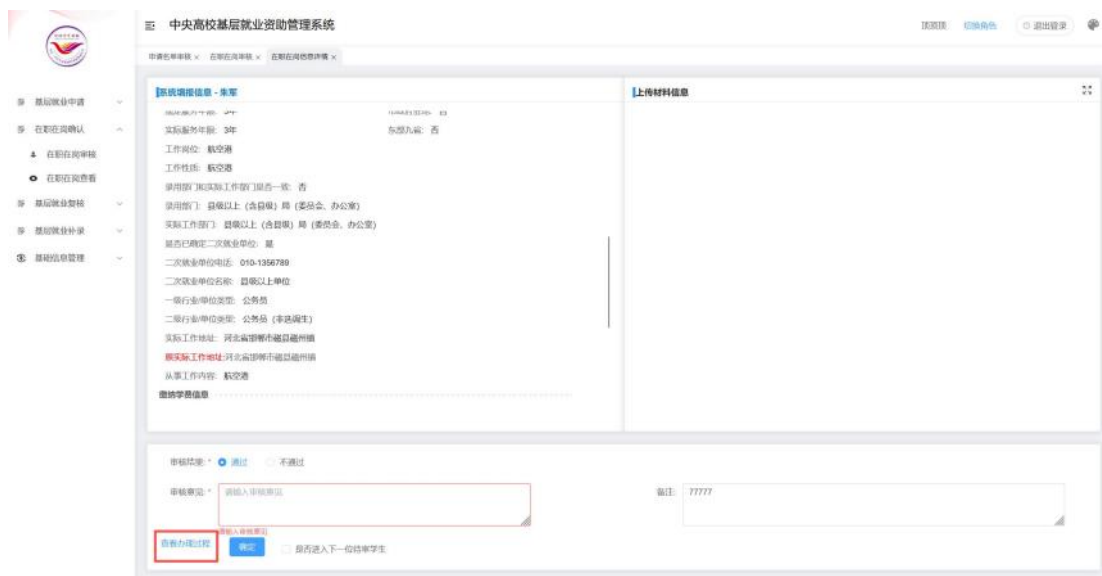 中央高校基层就业资助管理系统
切换角色
退出登录
申请名单审核 ×
在职在岗审核 ×
在职在岗信息详情 ×
基层就业申请
在职在岗确认
在职在岗审核
在职在岗查看
基层就业复核
基层就业补录
基础信息管理
系统填报信息 - 朱军
实际服务年限: 3年
东部九省: 否
工作岗位: 航空港
工作性质: 航空港
录用部门和实际工作部门是否一致: 否
录用部门: 县级以上（含县级）局（委员会、办公室）
实际工作部门: 县级以上（含县级）局（委员会、办公室）
是否已确定二次就业单位: 是
二次就业单位电话: 010-1356789
二次就业单位名称: 县级以上单位
一级行业/单位类型: 公务员
二级行业/单位类型: 公务员（非选调生）
实际工作地址: 河北省邯郸市磁县磁州镇
原实际工作地址:河北省邯郸市磁县磁州镇
从事工作内容: 航空港
缴纳学费信息
上传材料信息
审核结果: * 通过 不通过
审核意见: * 请输入审核意见
备注: 77777
请输入审核意见
查看办理过程
确定
是否进入下一位待审学生